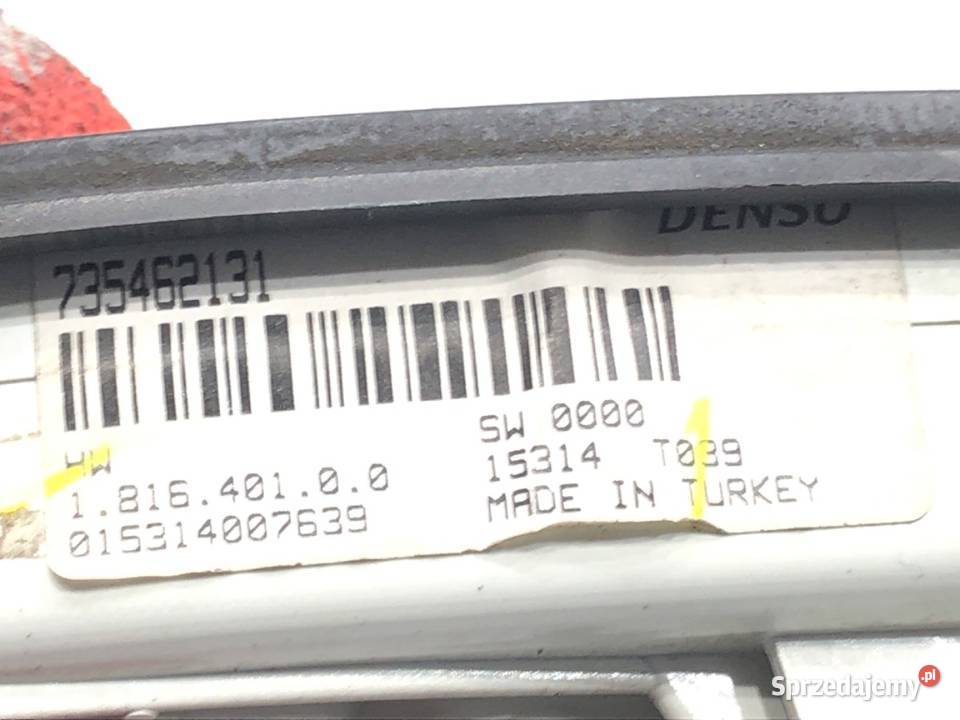 DENSO
735462131
HW
1.816.401.0.0
015314007639
SW 0000
15314 T039
MADE IN TURKEY
Sprzedajemy.pl